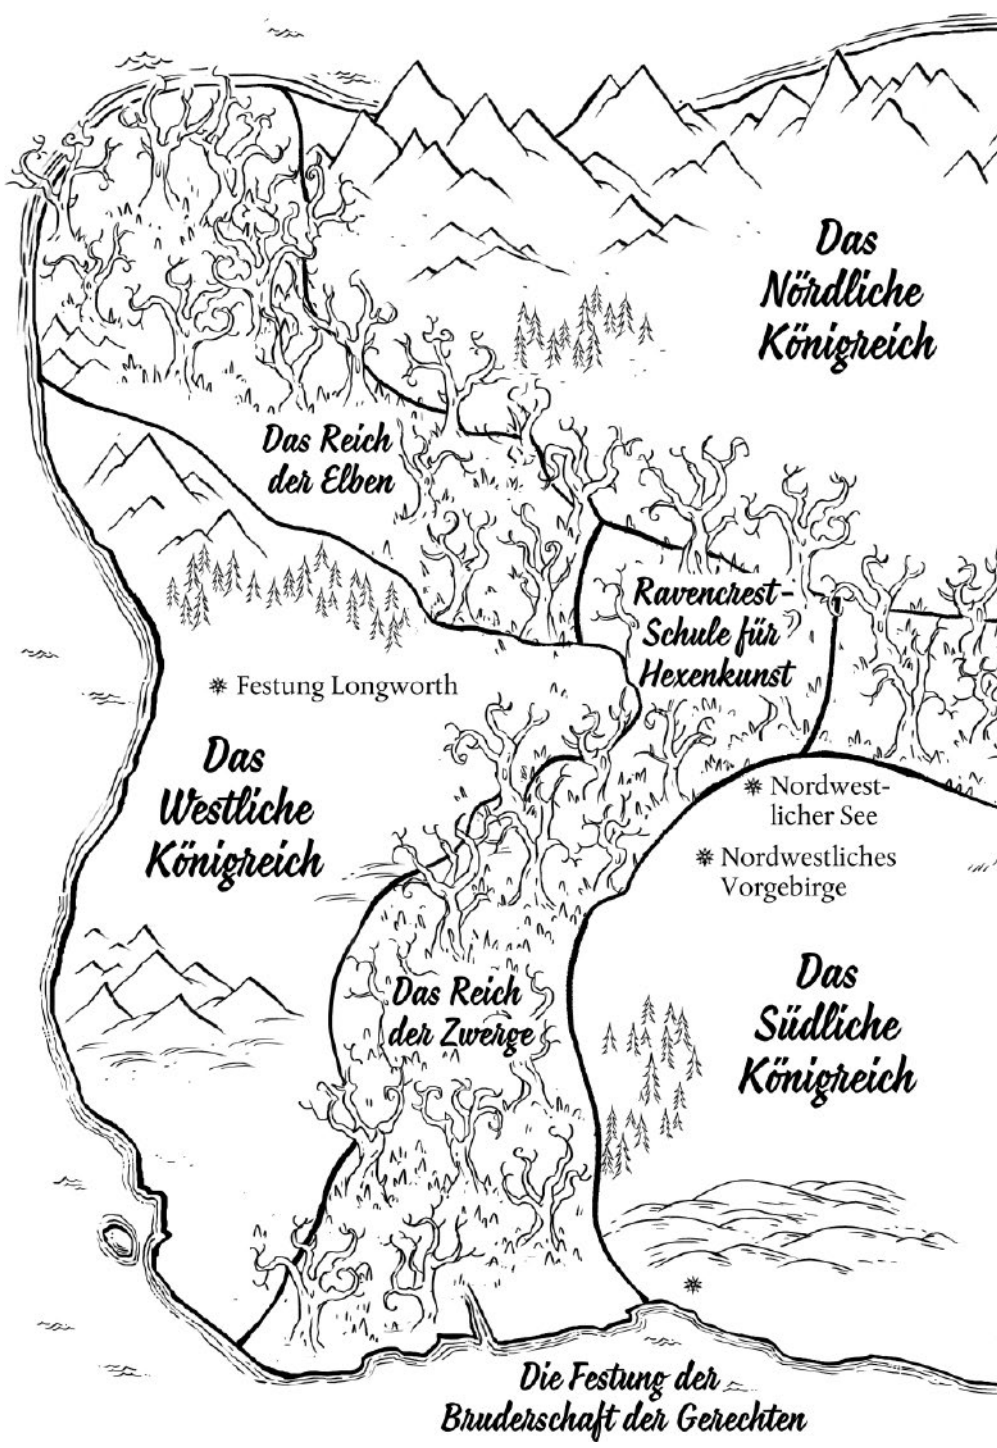 Das
Nördliche
Königreich
Das Reich
der Elben
Ravencrest-
Schule für
Hexenkunst
Festung Longworth
Das
Westliche
Königreich
Nordwest-
licher See
Nordwestliches
Vorgebirge
Das Reich
der Zwerge
Das
Südliche
Königreich
Die Festung der
Bruderschaft der Gerechten